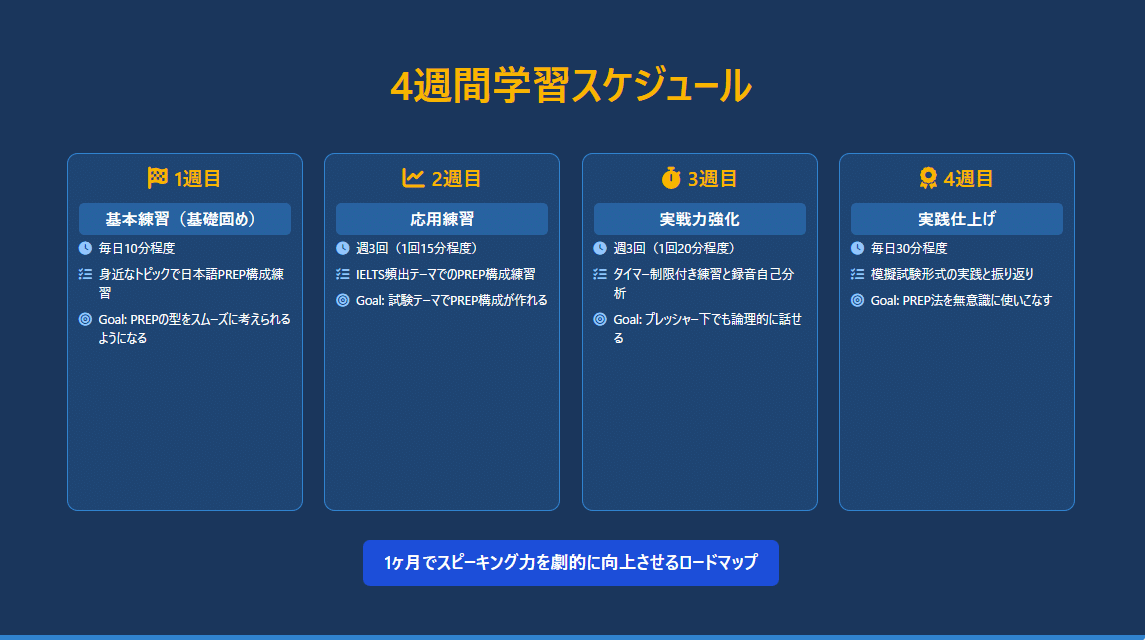 4週間学習スケジュール
1週目
基本練習（基礎固め）
毎日10分程度
身近なトピックで日本語PREP構成練
習
Goal: PREPの型をスムーズに考えられる
ようになる
2週目
応用練習
週3回（1回15分程度）
IELTS頻出テーマでのPREP構成練習
Goal: 試験テーマでPREP構成が作れる
3週目
実戦力強化
週3回（1回20分程度）
タイマー制限付き練習と録音自己分
析
Goal: プレッシャー下でも論理的に話せ
る
4週目
実践仕上げ
毎日30分程度
模擬試験形式の実践と振り返り
Goal: PREP法を無意識に使いこなす
1ヶ月でスピーキング力を劇的に向上させるロードマップ